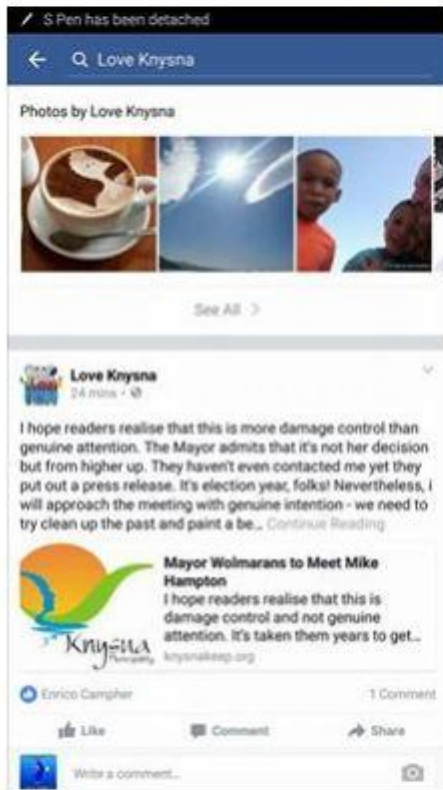 S Pen has been detached
Love Knysna
Photos by Love Knysna
See All >
Love Knysna
24 mins
I hope readers realise that this is more damage control than
genuine attention. The Mayor admits that it's not her decision
but from higher up. They haven't even contacted me yet they
put out a press release. It's election year, folks! Nevertheless, i
will approach the meeting with genuine intention - we need to
try clean up the past and paint a be... Continue Reading
Mayor Wolmarans to Meet Mike
Hampton
I hope readers realise that this is
damage control and not genuine
attention. It's taken them years to get...
knysnakeep.org
Knysna
Municipality
Enrico Campher
1 Comment
Like
Comment
Share
Write a comment...